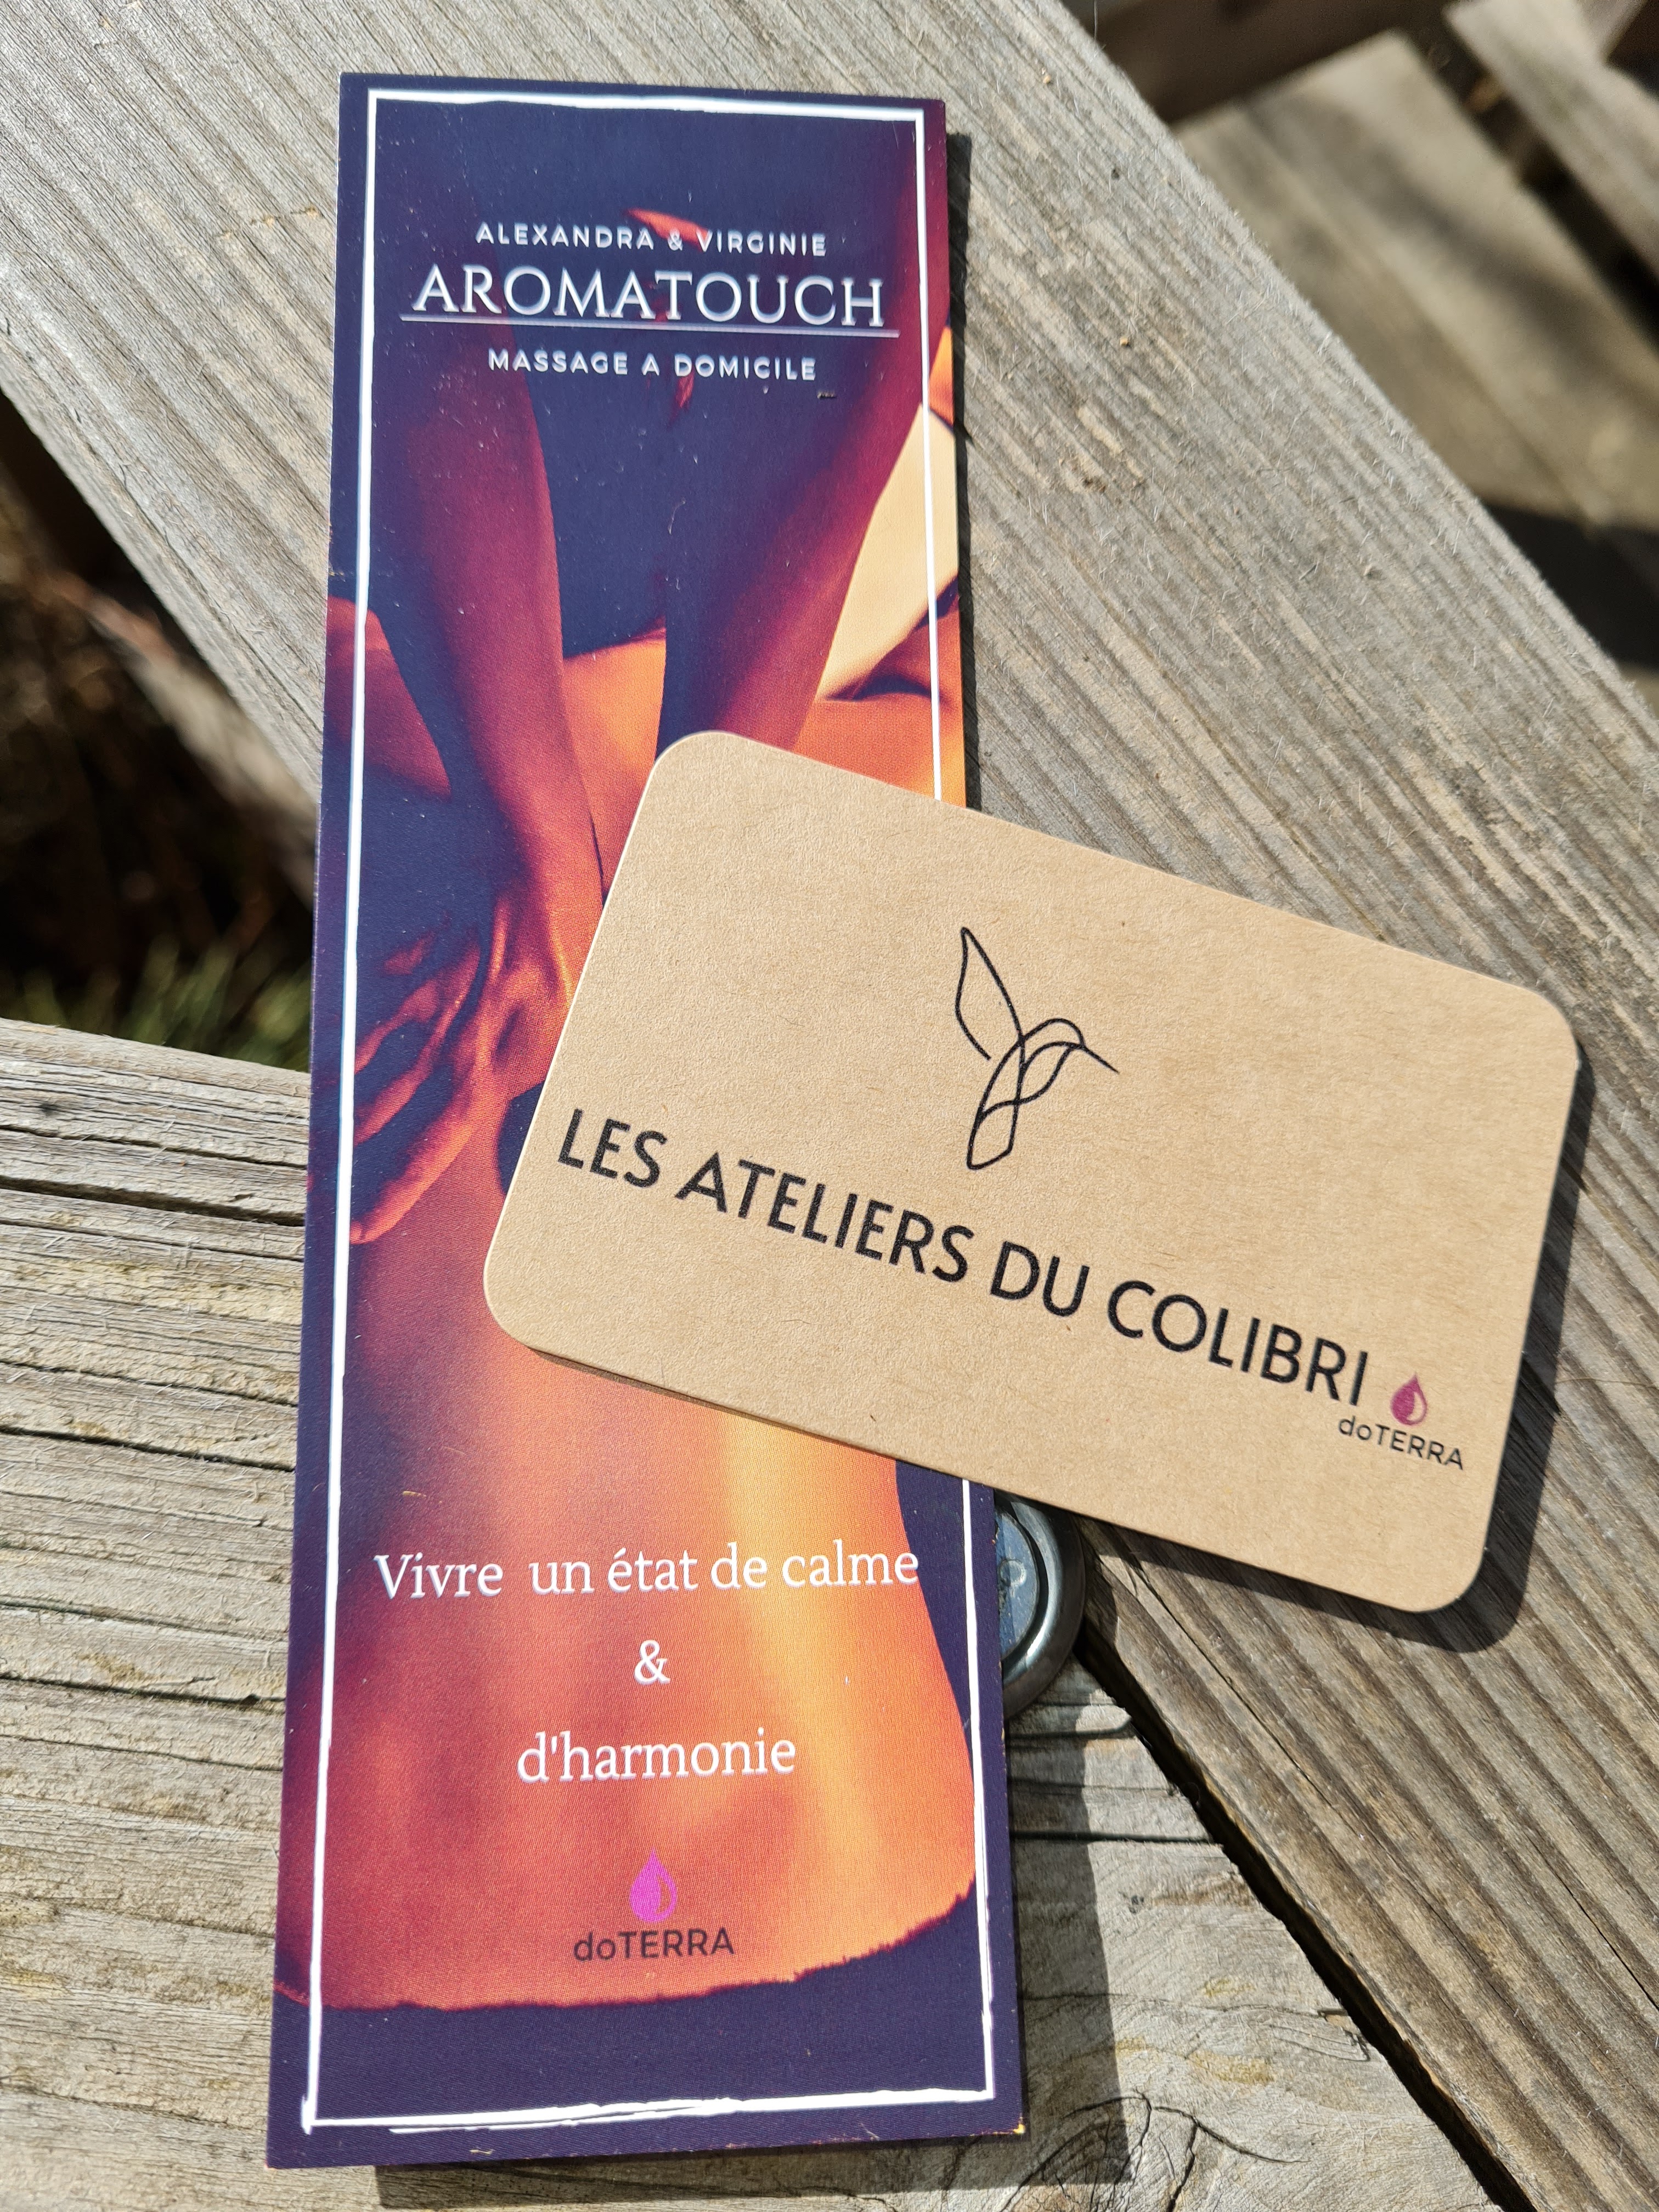 ALEXANDRA & VIRGINIE
AROMATOUCH
MASSAGE A DOMICILE
LES ATELIERS DU COLIBRI
doTERRA
Vivre un état de calme
&
d'harmonie
doTERRA